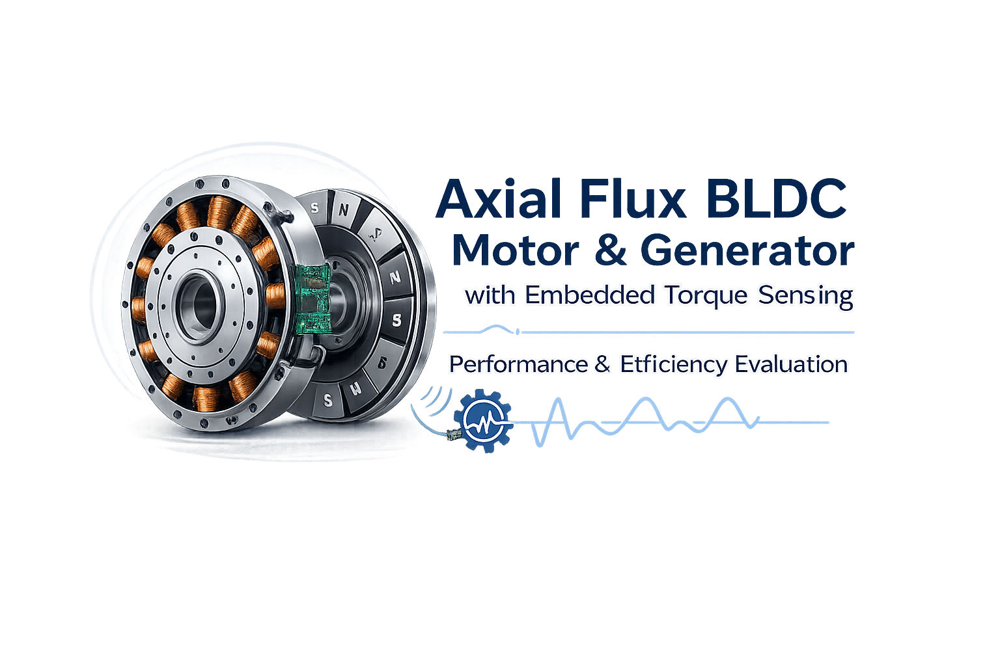 Axial Flux BLDC
Motor & Generator
with Embedded Torque Sensing
Performance & Etficiency Evaluation
S
N
N
S
S